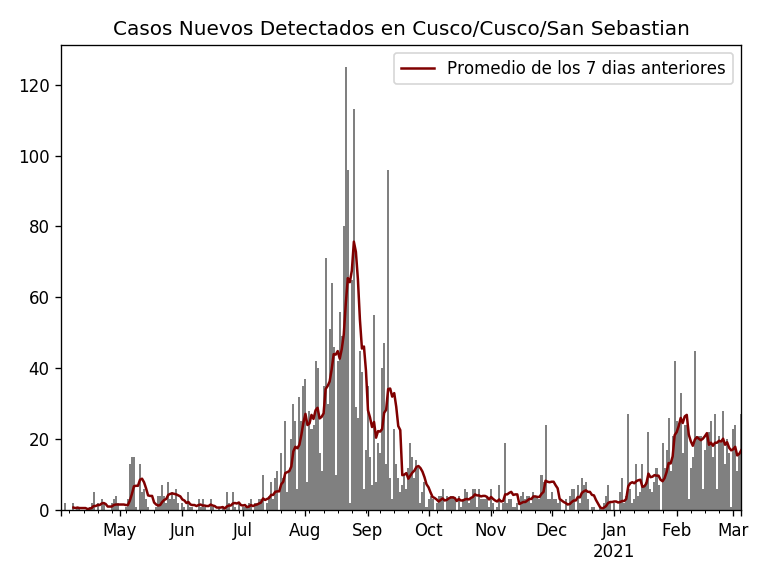 Casos Nuevos Detectados en Cusco/Cusco/San Sebastian
Promedio de los 7 dias anteriores
120
100
80
60
40
20
0
May Jun Jul Aug Sep Oct Nov Dec Jan Feb Mar
2021